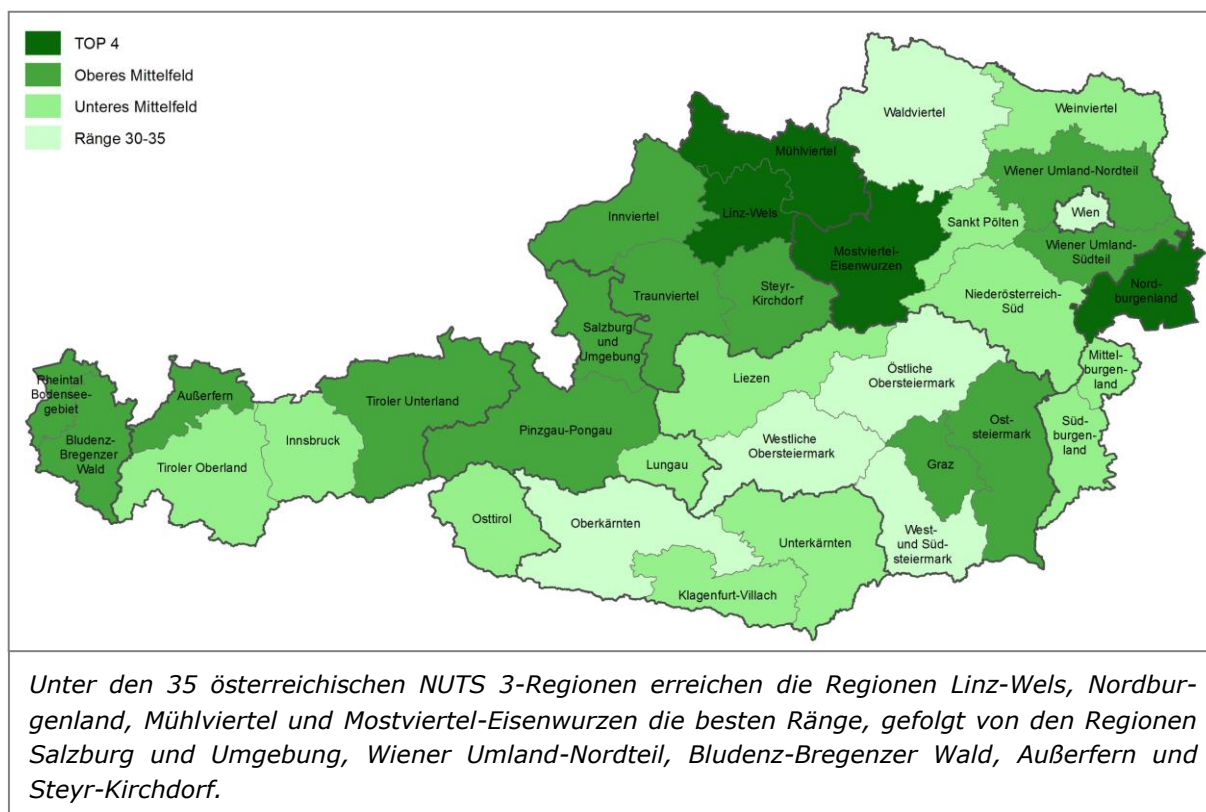 TOP 4
Oberes Mittelfeld
Unteres Mittelfeld
Ränge 30-35
Waldviertel
Weinviertel
Mühlviertel
Wiener Umland-Nordteil
Innviertel
Linz-Wels
Wien
Sankt Pölten
Mostviertel-
Eisenwurzen
Wiener Umland-
Südteil
Nord-
burgenland
Traunviertel
Steyr-
Kirchdorf
Niederösterreich-
Süd
Salzburg
und
Umgebung
Mittel-
burgen-
land
Rheintal
Bodensee-
gebiet
Außerfern
Tiroler Unterland
Liezen
Östliche
Obersteiermark
Bludenz-
Bregenzer
Wald
Innsbruck
Pinzgau-Pongau
Ost-
steiermark
Süd-
burgen-
land
Tiroler Oberland
Lungau
Westliche
Obersteiermark
Graz
Osttirol
Oberkärnten
Unterkärnten
West-
und Süd-
steiermark
Klagenfurt-Villach
Unter den 35 österreichischen NUTS 3-Regionen erreichen die Regionen Linz-Wels, Nordbur-
genland, Mühlviertel und Mostviertel-Eisenwurzen die besten Ränge, gefolgt von den Regionen
Salzburg und Umgebung, Wiener Umland-Nordteil, Bludenz-Bregenzer Wald, Außerfern und
Steyr-Kirchdorf.